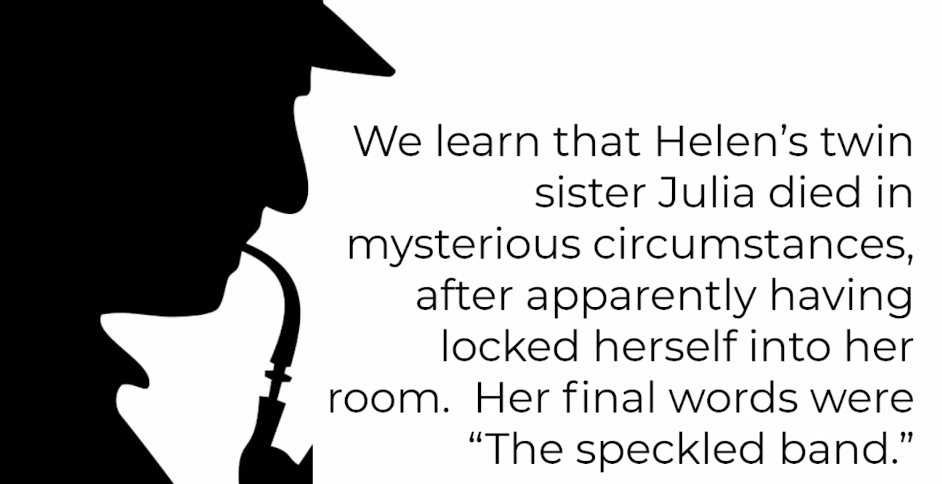 We learn that Helen’s twin
sister Julia died in
mysterious circumstances,
after apparently having
locked herself into her
room.  Her final words were
“The speckled band.”